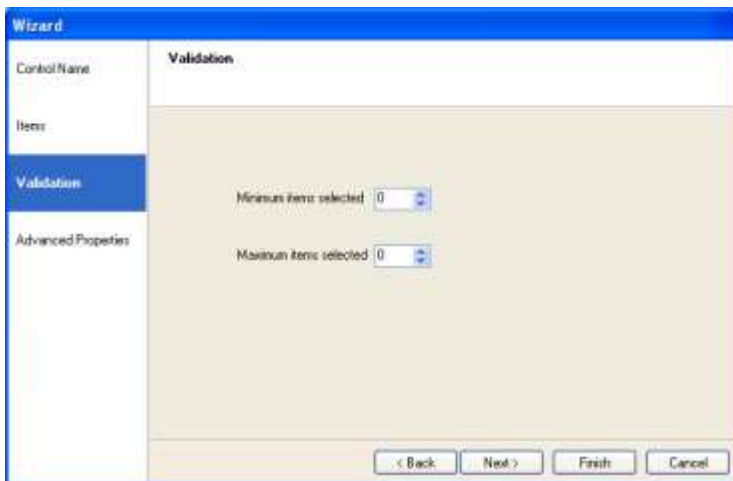 Wizard
Control Name
Items
Validation
Advanced Properties
Validation
Minimum items selected 0
Maximum items selected 0
< Back Next > Finish Cancel